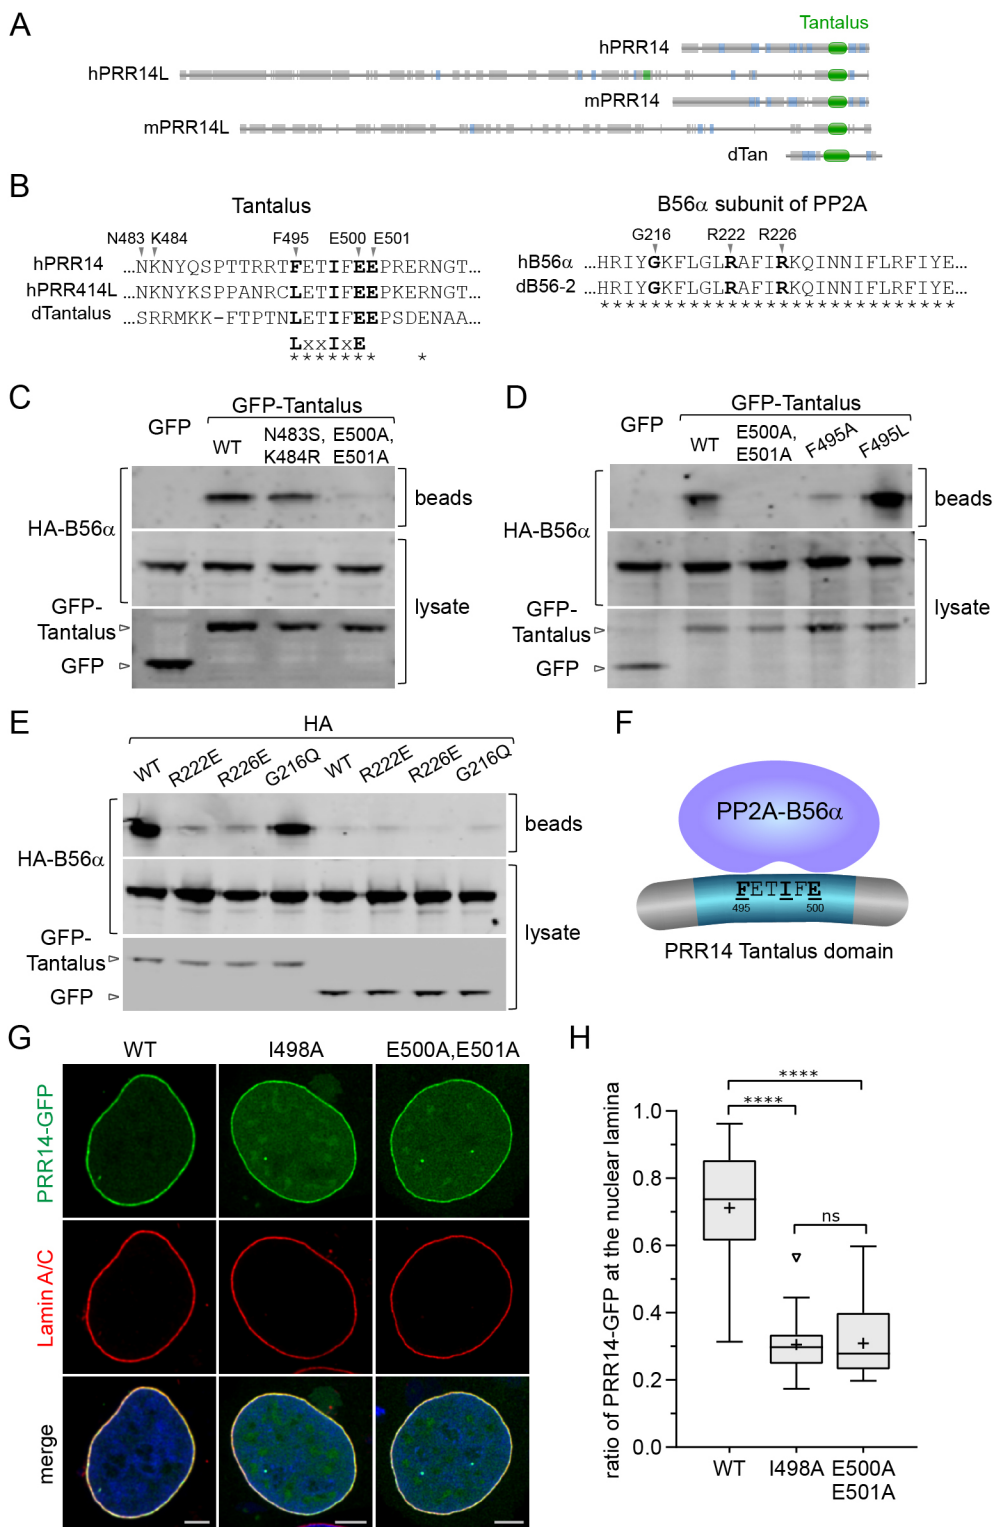 A
Tantalus
hPRR14
hPRR14L
mPRR14
mPRR14L
dTan
B
Tantalus
N483 K484 F495 E500 E501
hPRR14 ...NKNYQSPTTRRTFETIFEEPRERNGT...
hPRR414L ...NKNYKSPPANRCLETIFEEPKERNGT...
dTantalus ...SRRMKK-FTPTNLETIFEEPSDENAA...
LxxIxE
* * * * * * * *
B56α subunit of PP2A
G216 R222 R226
hB56α ...HRIYGKFLGLRAFIRKQINNIFLRFIYE...
dB56-2 ...HRIYGKFLGLRAFIRKQINNIFLRFIYE...
* * * * * * * * * * * * * * * * * * * * * * * * * * * *
C
GFP-Tantalus
GFP WT N483S, K484R E500A, E501A
HA-B56α
beads
GFP-Tantalus
GFP
lysate
D
GFP-Tantalus
GFP WT E500A, E501A F495A F495L
HA-B56α
beads
GFP-Tantalus
GFP
lysate
E
HA
WT R222E R226E G216Q WT R222E R226E G216Q
HA-B56α
beads
GFP-Tantalus
GFP
lysate
F
PP2A-B56α
FETIFE
495 500
PRR14 Tantalus domain
G
WT I498A E500A,E501A
PRR14-GFP
Lamin A/C
merge
H
ratio of PRR14-GFP at the nuclear lamina
****
****
ns
1.0
0.8
0.6
0.4
0.2
0.0
WT I498A E500A E501A